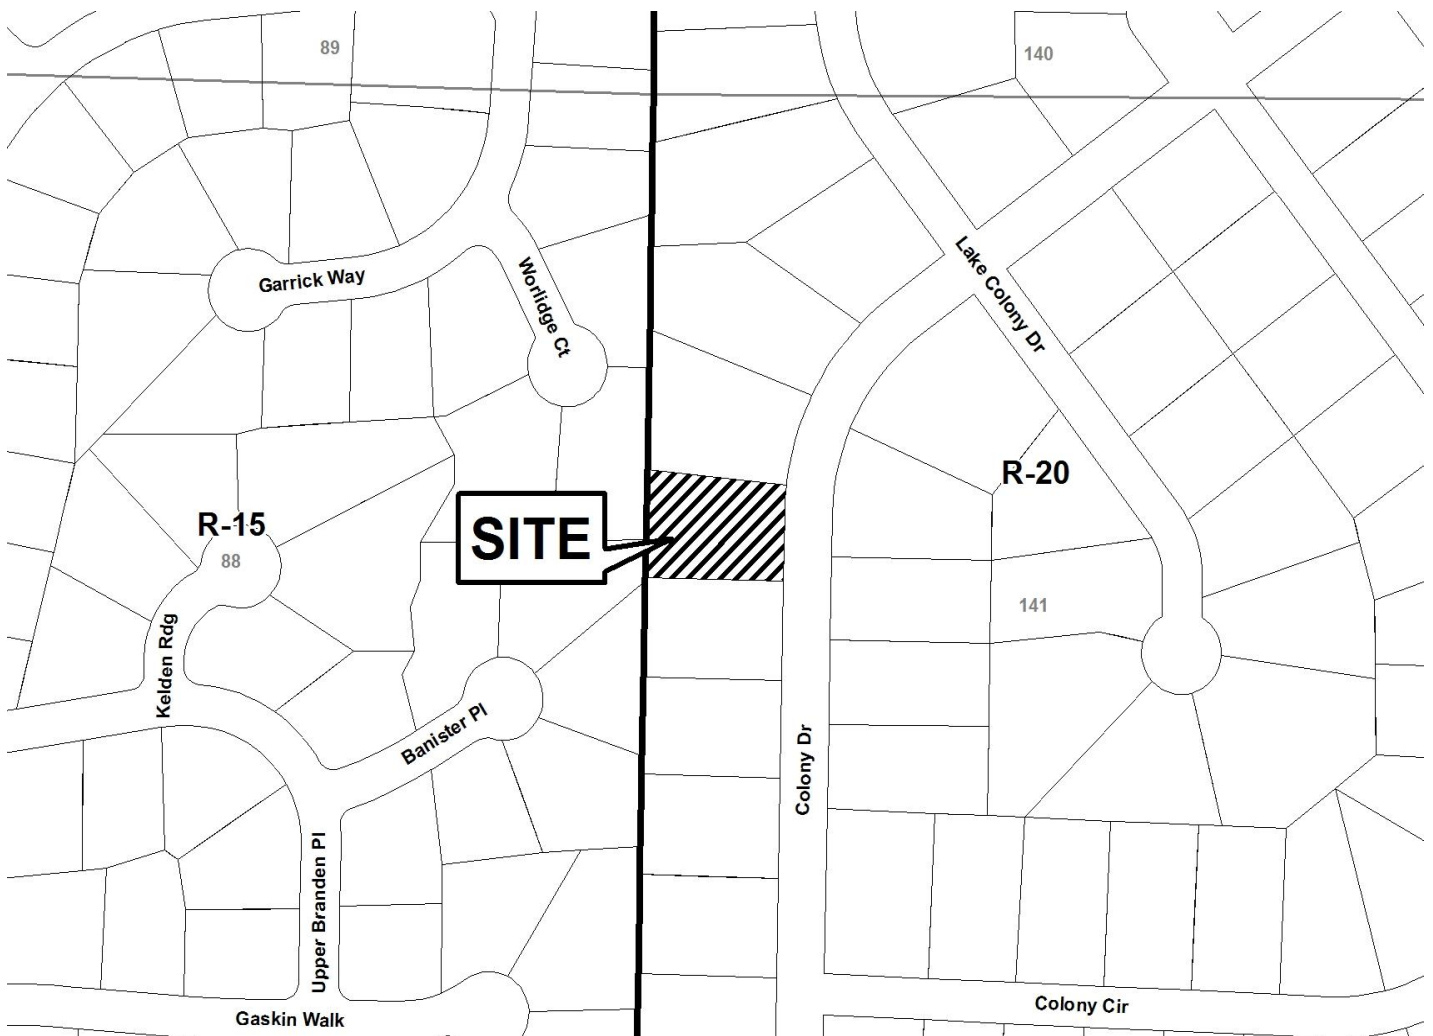 89
140
Garrick Way
Worlidge Ct
Lake Colony Dr
R-20
R-15
SITE
88
141
Kelden Rdg
Banister Pl
Colony Dr
Upper Branden Pl
Colony Cir
Gaskin Walk